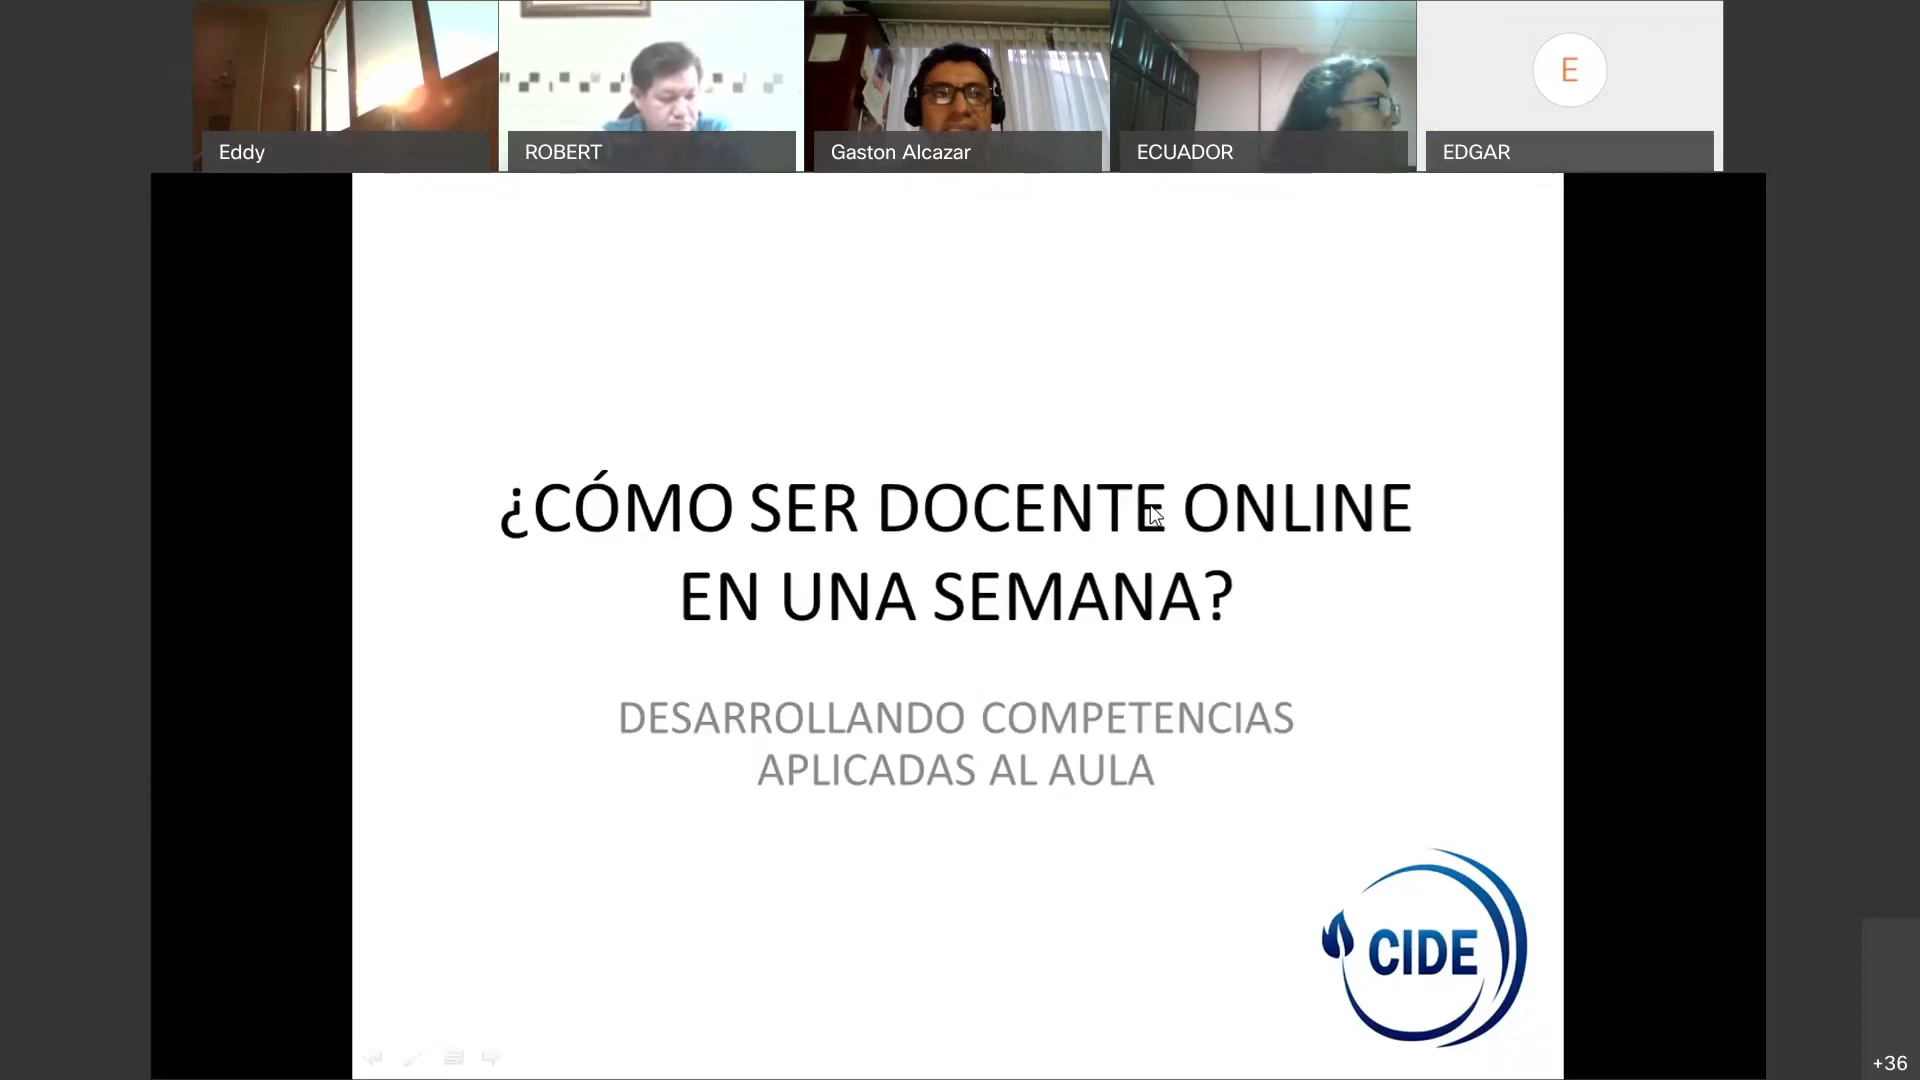 Eddy
ROBERT
Gaston Alcazar
ECUADOR
E
EDGAR
¿CÓMO SER DOCENTE ONLINE
EN UNA SEMANA?
DESARROLLANDO COMPETENCIAS
APLICADAS AL AULA
CIDE
+36